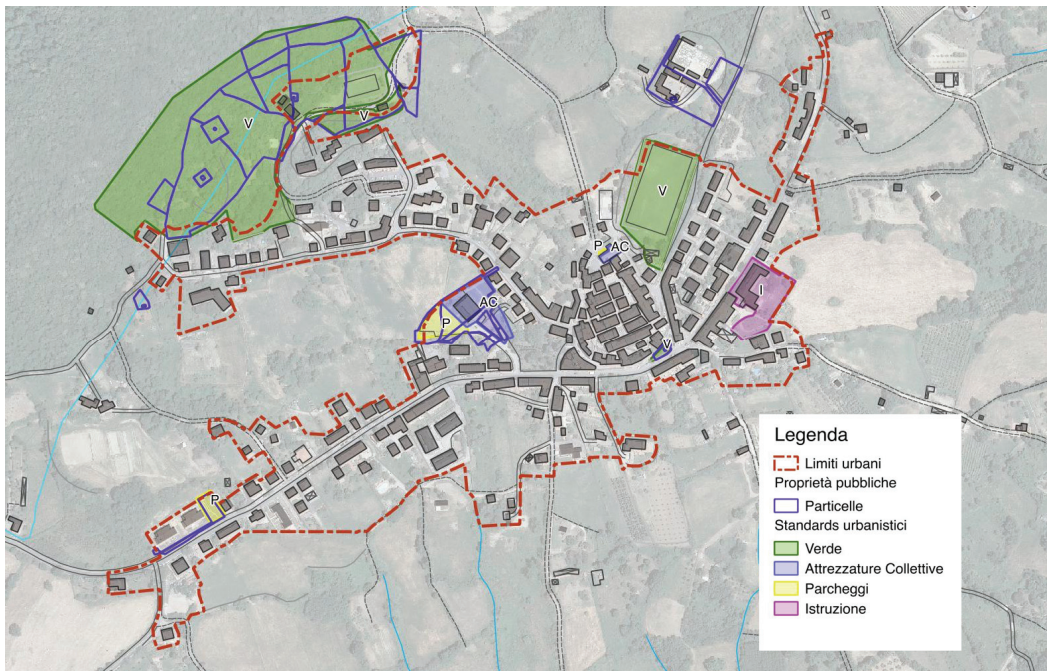 V
V
V
P
AC
I
AC
P
V
P
Legenda
Limiti urbani
Proprietà pubbliche
Particelle
Standards urbanistici
Verde
Attrezzature Collettive
Parcheggi
Istruzione